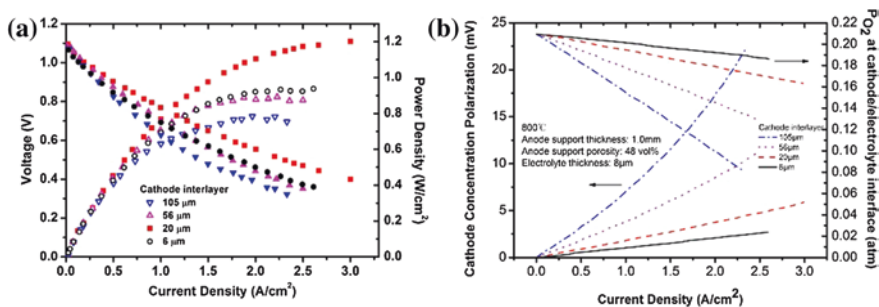 (a)
Voltage (V)
1.2
1.0
0.8
0.6
0.4
0.2
0.0
0.0 0.5 1.0 1.5 2.0 2.5 3.0
Current Density (A/cm²)
1.2
1.0
0.8
0.6
0.4
0.2
0.0
Power Density (W/cm²)
Cathode interlayer
105 μm
56 μm
20 μm
6 μm
(b)
Cathode Concentration Polarization (mV)
25
20
15
10
5
0
0.0 0.5 1.0 1.5 2.0 2.5 3.0
Current Density (A/cm²)
0.21
0.20
0.18
0.16
0.14
0.12
0.10
0.08
0.06
0.04
0.02
0.00
P̄O₂ at cathode/electrolyte interface (atm)
800℃
Anode support thickness: 1.0mm
Anode support porosity: 48 vol%
Electrolyte thickness: 8μm
Cathode interlayer
105μm
56μm
20μm
6μm